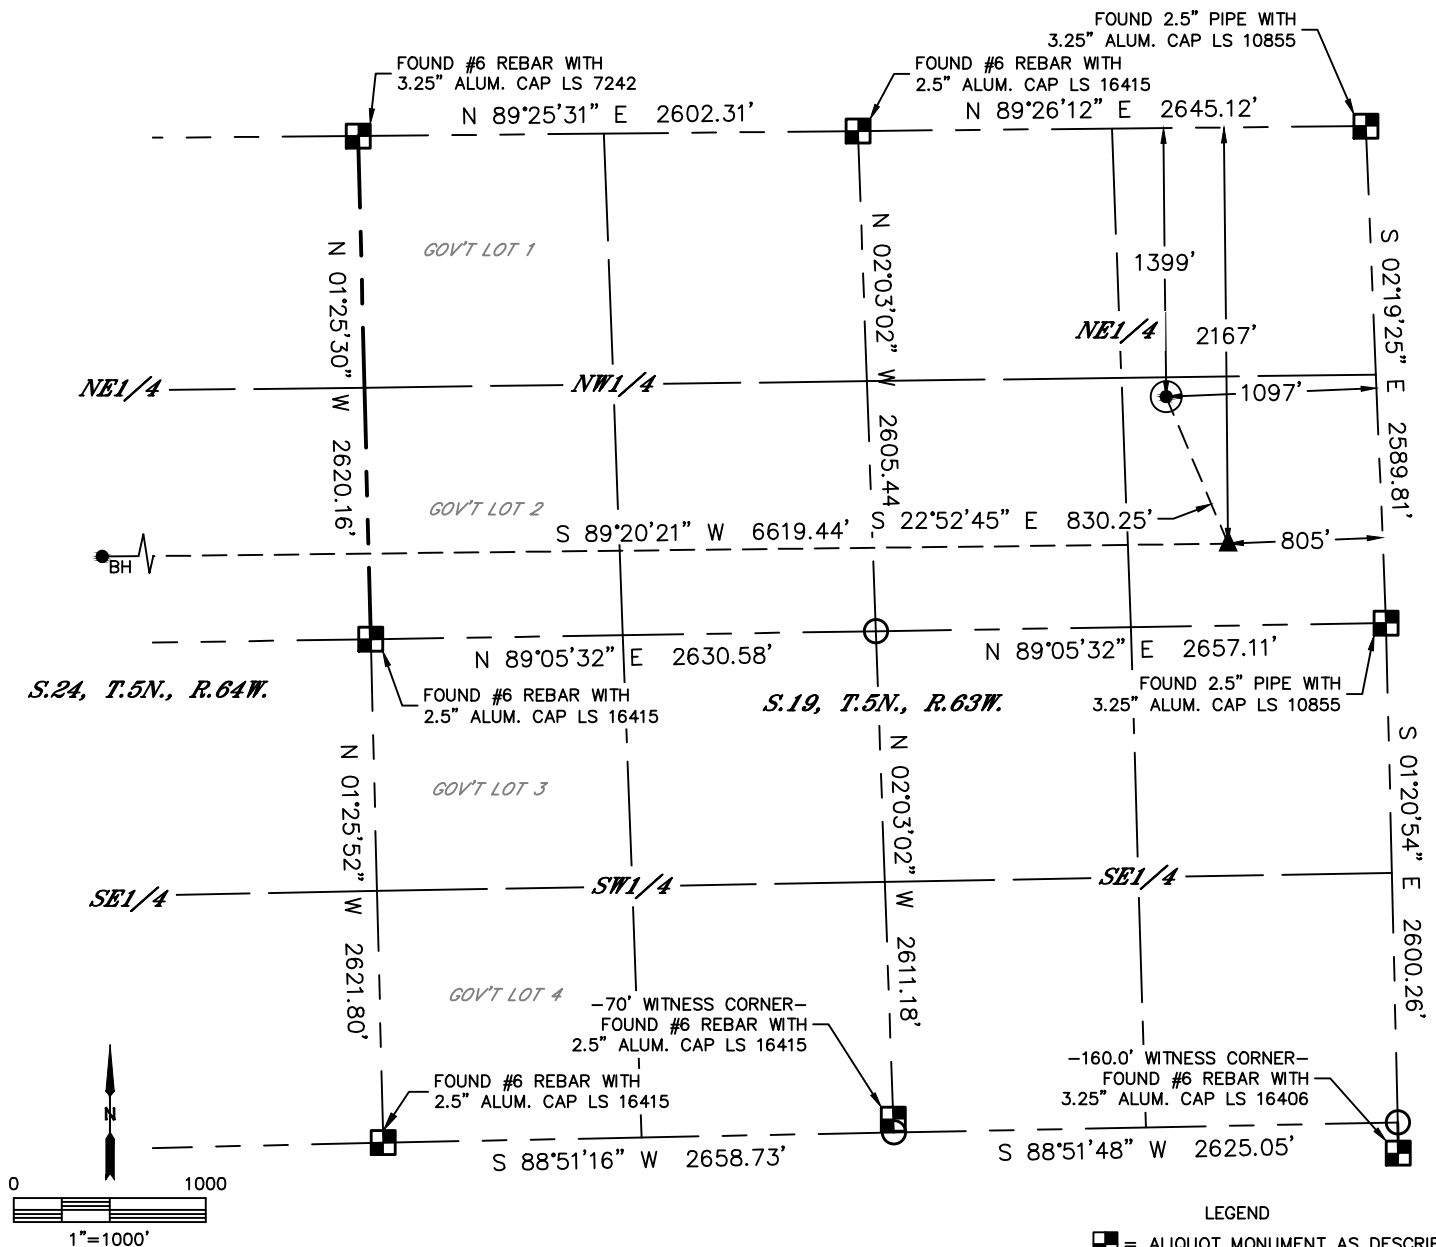 FOUND 2.5" PIPE WITH
3.25" ALUM. CAP LS 10855
FOUND #6 REBAR WITH
3.25" ALUM. CAP LS 7242
FOUND #6 REBAR WITH
2.5" ALUM. CAP LS 16415
N 89°25'31" E 2602.31'
N 89°26'12" E 2645.12'
N 01°25'30" W 2620.16'
GOV'T LOT 1
N 02°03'02" W 2605.44
1399'
S 02°19'25" E 2589.81'
NE1/4
2167'
NE1/4
NW1/4
1097'
GOV'T LOT 2
S 89°20'21" W 6619.44'
S 22°52'45" E 830.25'
805'
BH
N 89°05'32" E 2630.58'
N 89°05'32" E 2657.11'
S.24, T.5N., R.64W.
FOUND #6 REBAR WITH
2.5" ALUM. CAP LS 16415
S.19, T.5N., R.63W.
FOUND 2.5" PIPE WITH
3.25" ALUM. CAP LS 10855
N 01°25'52" W 2621.80'
GOV'T LOT 3
N 02°03'02" W 2611.18'
S 01°20'54" E 2600.26'
SE1/4
SW1/4
SE1/4
GOV'T LOT 4
-70' WITNESS CORNER-
FOUND #6 REBAR WITH
2.5" ALUM. CAP LS 16415
-160.0' WITNESS CORNER-
FOUND #6 REBAR WITH
3.25" ALUM. CAP LS 16406
FOUND #6 REBAR WITH
2.5" ALUM. CAP LS 16415
N
S 88°51'16" W 2658.73'
S 88°51'48" W 2625.05'
0 1000
1"=1000'
LEGEND
= ALIQUOT MONUMENT AS